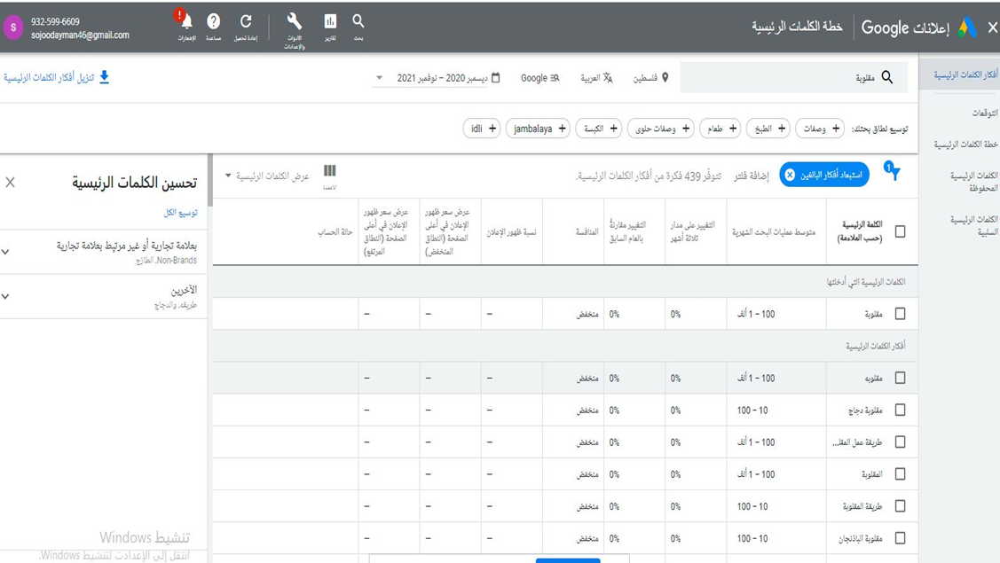 إعلانات Google
خطة الكلمات الرئيسية
بحث
تقارير
الأدوات والإعدادات
إعادة تحميل
مساعدة
الإشعارات
!
932-599-6609
sojoodayman46@gmail.com
S
أفكار الكلمات الرئيسية
التوقعات
خطة الكلمات الرئيسية
الكلمات الرئيسية
المحفوظة
الكلمات الرئيسية
السلبية
مقلوبة
فلسطين
العربية
Google
ديسمبر 2020 – نوفمبر 2021
تنزيل أفكار الكلمات الرئيسية
توسيع نطاق بحثك:
+ وصفات
+ الطبخ
+ طعام
+ وصفات حلوى
+ الكبسة
+ jambalaya
+ idli
1
استبعاد أفكار البالغين
إضافة فلتر
تتوفّر 439 فكرة من أفكار الكلمات الرئيسية.
الأعمدة
عرض الكلمات الرئيسية
الكلمة الرئيسية
(حسب الملاءمة)
متوسط عمليات البحث الشهرية
التغيير على مدار
ثلاثة أشهر
التغيير مقارنةً
بالعام السابق
المنافسة
نسبة ظهور الإعلان
عرض سعر ظهور
الإعلان في أعلى
الصفحة (النطاق
المنخفض)
عرض سعر ظهور
الإعلان في أعلى
الصفحة (النطاق
المرتفع)
حالة الحساب
الكلمات الرئيسية التي أدخلتها
مقلوبة 100 – 1 ألف 0% 0% منخفض – – –
أفكار الكلمات الرئيسية
مقلوبه 100 – 1 ألف 0% 0% منخفض – – –
مقلوبة دجاج 10 – 100 0% 0% منخفض – – –
طريقة عمل المقلـ... 100 – 1 ألف 0% 0% منخفض – – –
المقلوبة 100 – 1 ألف 0% 0% منخفض – – –
طريقة المقلوبة 10 – 100 0% 0% منخفض – – –
مقلوبة الباذنجان 10 – 100 0% 0% منخفض – – –
تحسين الكلمات الرئيسية
توسيع الكل
بعلامة تجارية أو غير مرتبط بعلامة تجارية
Non-Brands، الطازج
الآخرين
طريقه، والدجاج
تنشيط Windows
انتقل إلى الإعدادات لتنشيط Windows.